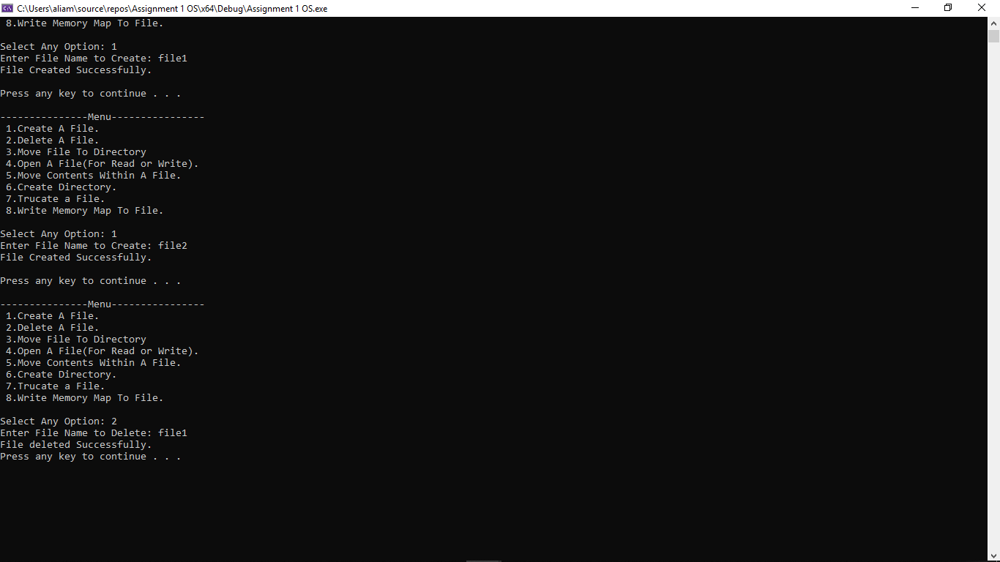 C:\Users\aliam\source\repos\Assignment 1 OS\x64\Debug\Assignment 1 OS.exe
8.Write Memory Map To File.
Select Any Option: 1
Enter File Name to Create: file1
File Created Successfully.
Press any key to continue . . .
---------------Menu----------------
1.Create A File.
2.Delete A File.
3.Move File To Directory
4.Open A File(For Read or Write).
5.Move Contents Within A File.
6.Create Directory.
7.Trucate a File.
8.Write Memory Map To File.
Select Any Option: 1
Enter File Name to Create: file2
File Created Successfully.
Press any key to continue . . .
---------------Menu----------------
1.Create A File.
2.Delete A File.
3.Move File To Directory
4.Open A File(For Read or Write).
5.Move Contents Within A File.
6.Create Directory.
7.Trucate a File.
8.Write Memory Map To File.
Select Any Option: 2
Enter File Name to Delete: file1
File deleted Successfully.
Press any key to continue . . .